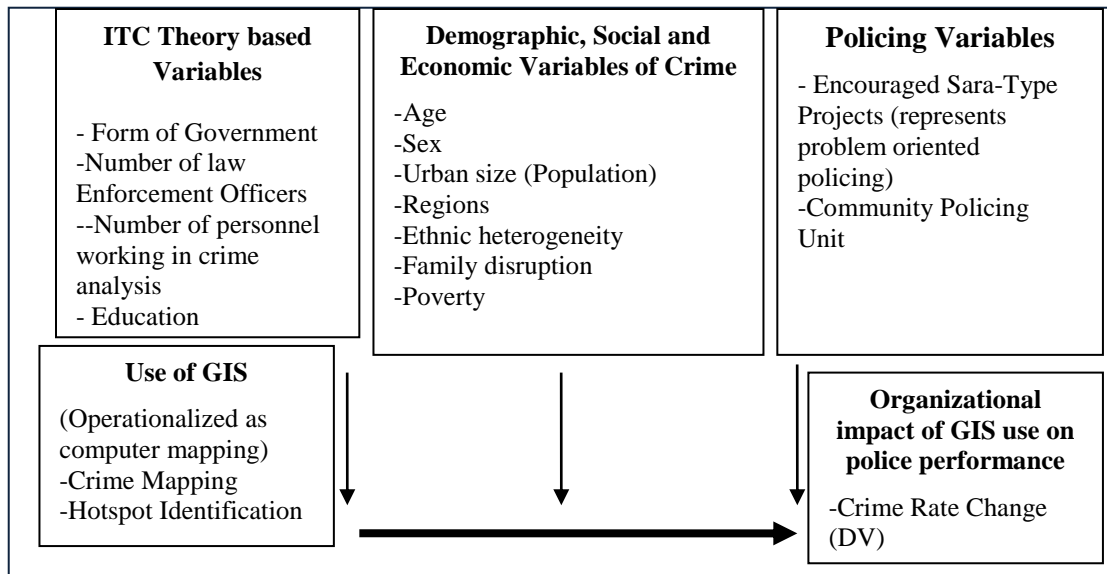 ITC Theory based
Variables
- Form of Government
-Number of law
Enforcement Officers
--Number of personnel
working in crime
analysis
- Education
Demographic, Social and
Economic Variables of Crime
-Age
-Sex
-Urban size (Population)
-Regions
-Ethnic heterogeneity
-Family disruption
-Poverty
Policing Variables
- Encouraged Sara-Type
Projects (represents
problem oriented
policing)
-Community Policing
Unit
Use of GIS
(Operationalized as
computer mapping)
-Crime Mapping
-Hotspot Identification
Organizational
impact of GIS use on
police performance
-Crime Rate Change
(DV)